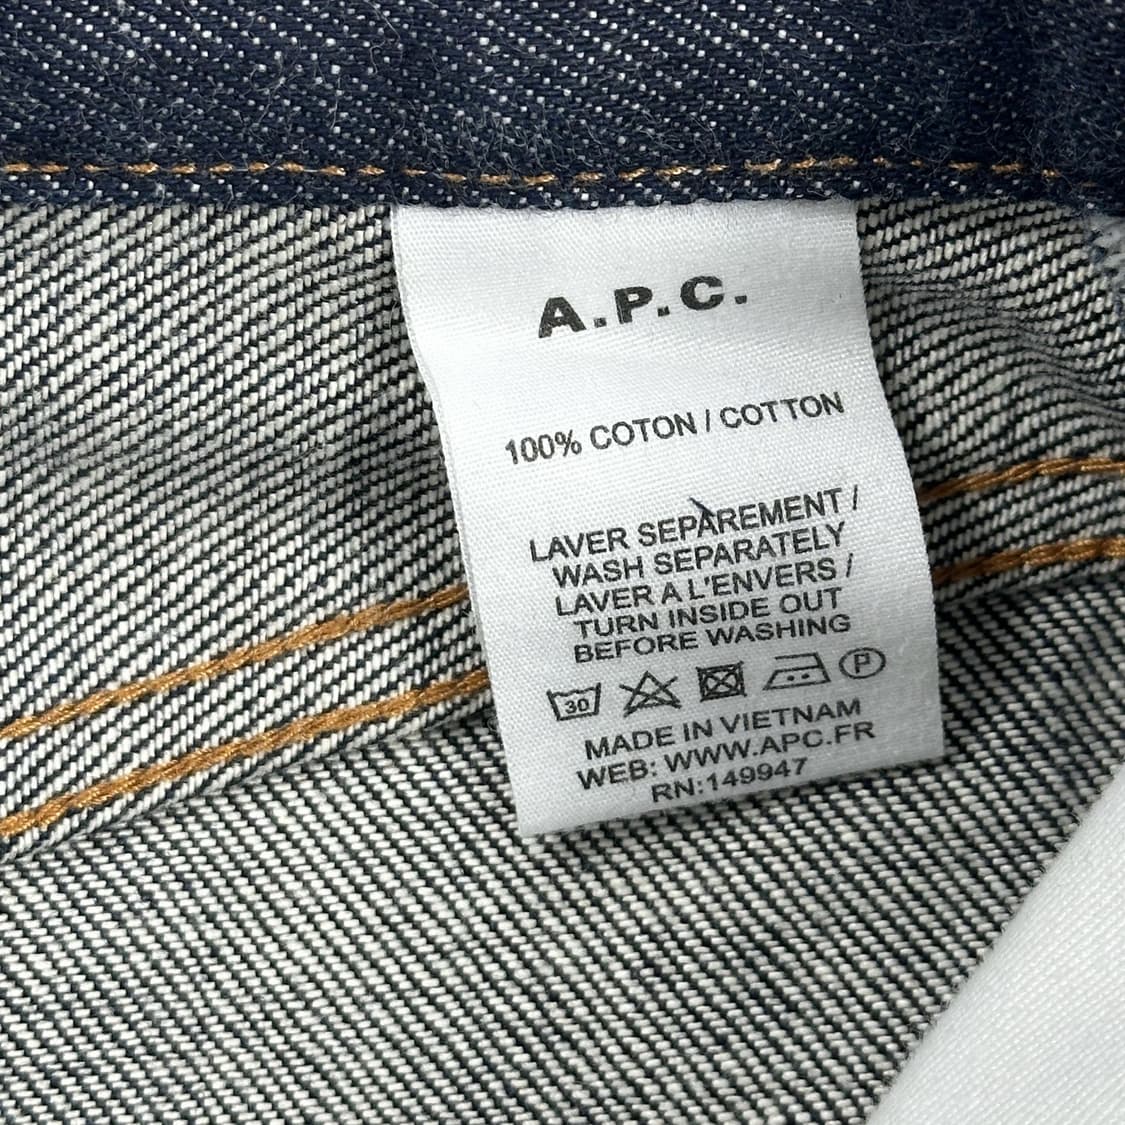 A.P.C.
100% COTON / COTTON
LAVER SEPAREMENT /
WASH SEPARATELY
LAVER A L'ENVERS /
TURN INSIDE OUT
BEFORE WASHING
30 P
MADE IN VIETNAM
WEB: WWW.APC.FR
RN:149947